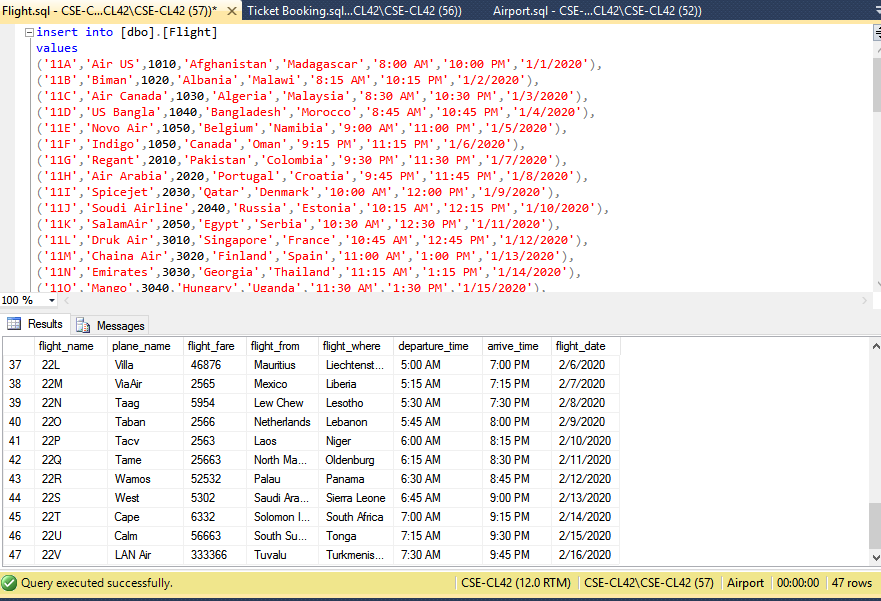 Flight.sql - CSE-C...CL42\CSE-CL42 (57))* Ticket Booking.sql...CL42\CSE-CL42 (56)) Airport.sql - CSE-...CL42\CSE-CL42 (52))
insert into [dbo].[Flight]
values
('11A','Air US',1010,'Afghanistan','Madagascar','8:00 AM','10:00 PM','1/1/2020'),
('11B','Biman',1020,'Albania','Malawi','8:15 AM','10:15 PM','1/2/2020'),
('11C','Air Canada',1030,'Algeria','Malaysia','8:30 AM','10:30 PM','1/3/2020'),
('11D','US Bangla',1040,'Bangladesh','Morocco','8:45 AM','10:45 PM','1/4/2020'),
('11E','Novo Air',1050,'Belgium','Namibia','9:00 AM','11:00 PM','1/5/2020'),
('11F','Indigo',1050,'Canada','Oman','9:15 PM','11:15 PM','1/6/2020'),
('11G','Regant',2010,'Pakistan','Colombia','9:30 PM','11:30 PM','1/7/2020'),
('11H','Air Arabia',2020,'Portugal','Croatia','9:45 PM','11:45 PM','1/8/2020'),
('11I','Spicejet',2030,'Qatar','Denmark','10:00 AM','12:00 PM','1/9/2020'),
('11J','Soudi Airline',2040,'Russia','Estonia','10:15 AM','12:15 PM','1/10/2020'),
('11K','SalamAir',2050,'Egypt','Serbia','10:30 AM','12:30 PM','1/11/2020'),
('11L','Druk Air',3010,'Singapore','France','10:45 AM','12:45 PM','1/12/2020'),
('11M','Chaina Air',3020,'Finland','Spain','11:00 AM','1:00 PM','1/13/2020'),
('11N','Emirates',3030,'Georgia','Thailand','11:15 AM','1:15 PM','1/14/2020'),
('11O','Mango',3040,'Hungary','Uganda','11:30 AM','1:30 PM','1/15/2020'),
100 %
Results Messages
flight_name plane_name flight_fare flight_from flight_where departure_time arrive_time flight_date
37 22L Villa 46876 Mauritius Liechtenst... 5:00 AM 7:00 PM 2/6/2020
38 22M ViaAir 2565 Mexico Liberia 5:15 AM 7:15 PM 2/7/2020
39 22N Taag 5954 Lew Chew Lesotho 5:30 AM 7:30 PM 2/8/2020
40 22O Taban 2566 Netherlands Lebanon 5:45 AM 8:00 PM 2/9/2020
41 22P Tacv 2563 Laos Niger 6:00 AM 8:15 PM 2/10/2020
42 22Q Tame 25663 North Ma... Oldenburg 6:15 AM 8:30 PM 2/11/2020
43 22R Wamos 52532 Palau Panama 6:30 AM 8:45 PM 2/12/2020
44 22S West 5302 Saudi Ara... Sierra Leone 6:45 AM 9:00 PM 2/13/2020
45 22T Cape 6332 Solomon I... South Africa 7:00 AM 9:15 PM 2/14/2020
46 22U Calm 56663 South Su... Tonga 7:15 AM 9:30 PM 2/15/2020
47 22V LAN Air 333366 Tuvalu Turkmenis... 7:30 AM 9:45 PM 2/16/2020
Query executed successfully. CSE-CL42 (12.0 RTM) CSE-CL42\CSE-CL42 (57) Airport 00:00:00 47 rows